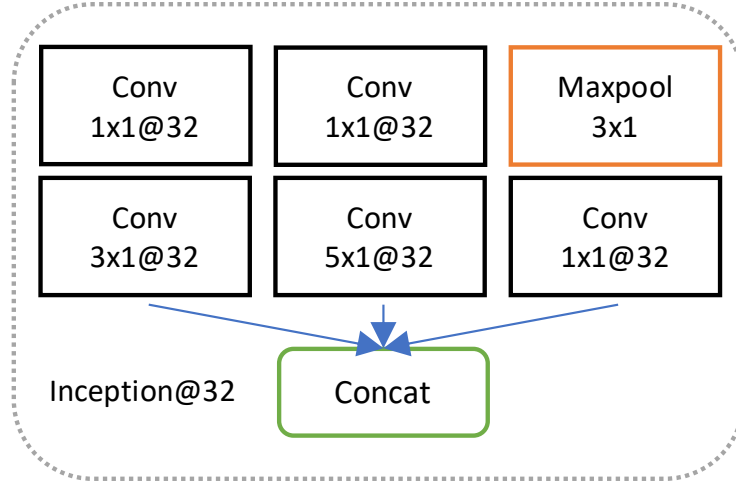 Conv
1x1@32
Conv
1x1@32
Maxpool
3x1
Conv
3x1@32
Conv
5x1@32
Conv
1x1@32
Inception@32
Concat